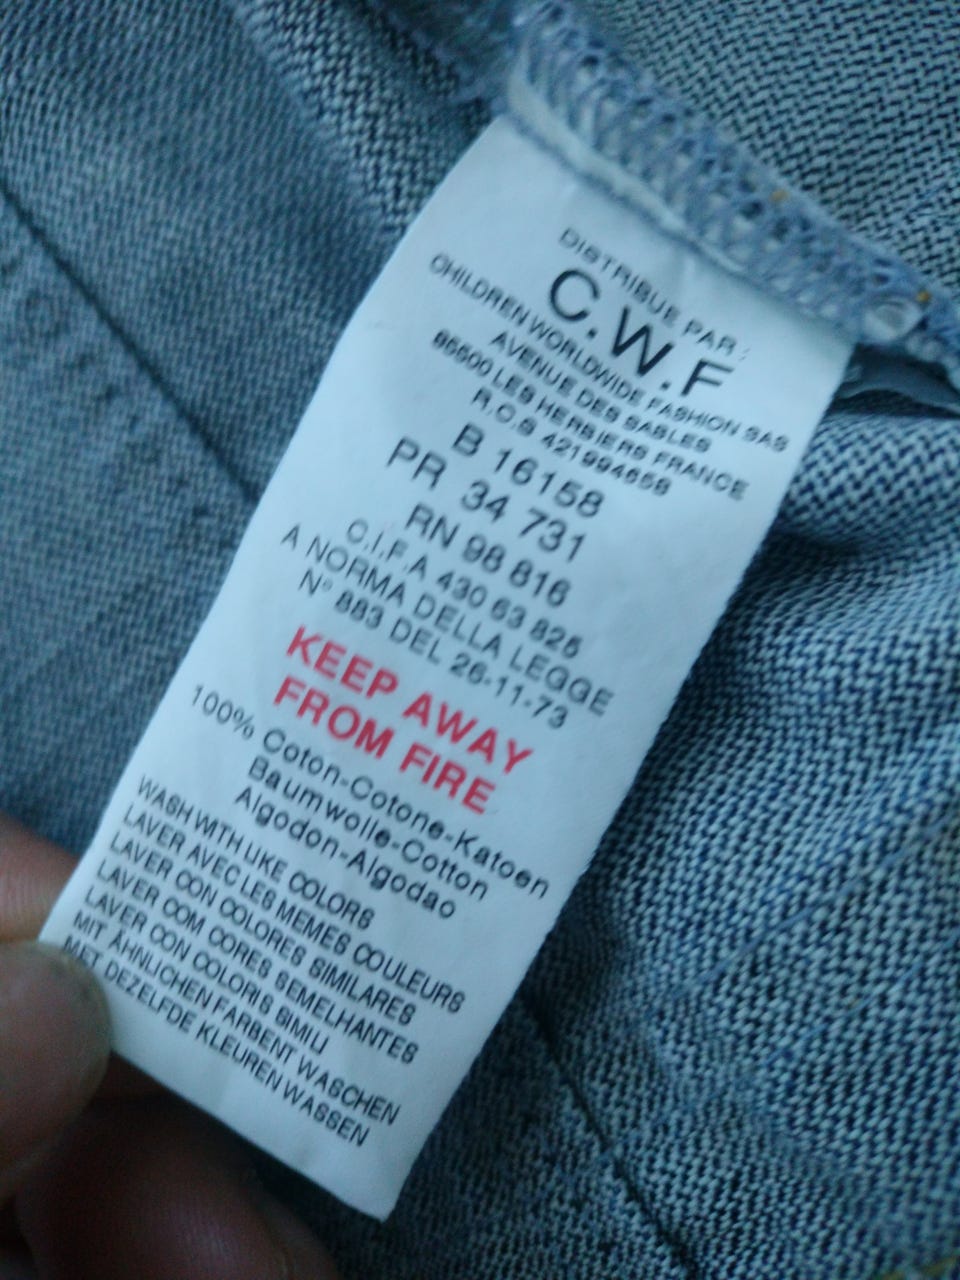 DISTRIBUE PAR:
C.W.F
CHILDREN WORLDWIDE FASHION SAS
AVENUE DES SABLES
85500 LES HERBIERS FRANCE
R.C.S 421994658
B 16158
PR 34 731
RN 98 816
C.I.F.A 430 63 825
A NORMA DELLA LEGGE
N° 883 DEL 26-11-73
KEEP AWAY
FROM FIRE
100% Coton-Cotone-Katoen
Baumwolle-Cotton
Algodon-Algodao
WASH WITH LIKE COLORS
LAVER AVEC LES MEMES COULEURS
LAVER CON COLORES SIMILARES
LAVER COM CORES SEMELHANTES
LAVER CON COLORIS SIMILI
MIT ÄHNLICHEN FARBENT WASCHEN
MET DEZELFDE KLEUREN WASSEN